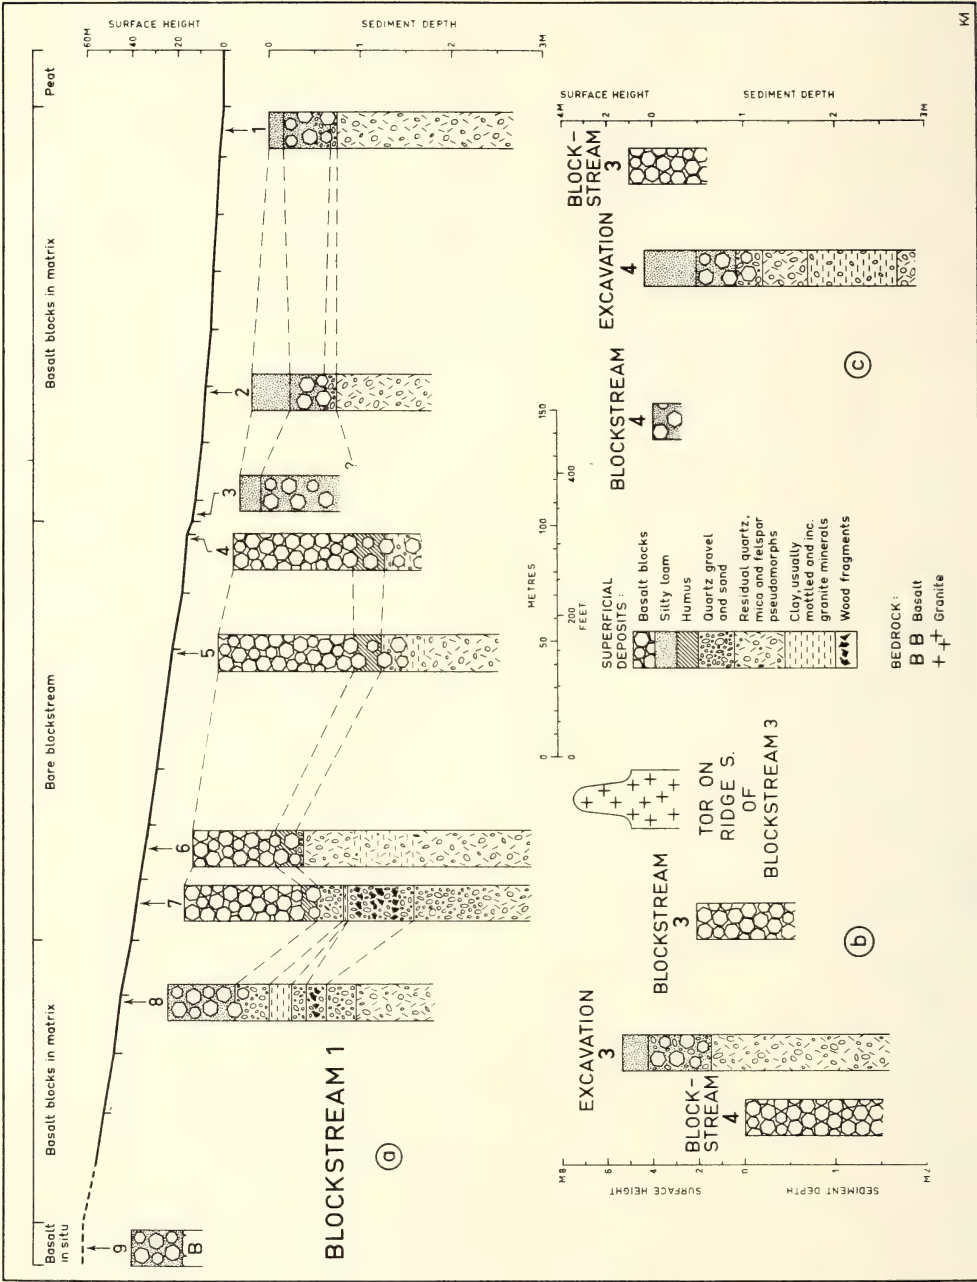 Basalt
in situ
Basalt blocks in matrix
Bare blockstream
Basalt blocks in matrix
Peat
SURFACE HEIGHT
60M
40
20
0
SEDIMENT DEPTH
0
1
2
3M
9
8
7
6
5
4
3
2
1
B
?
BLOCKSTREAM 1
a
METRES
0
50
100
150
FEET
0
200
400
EXCAVATION
3
BLOCK-
STREAM
4
BLOCKSTREAM
3
TOR ON
RIDGE S.
OF
BLOCKSTREAM 3
b
M8
6
4
2
0
1
M2
SURFACE HEIGHT
SEDIMENT DEPTH
SUPERFICIAL
DEPOSITS:
Basalt blocks
Silty loam
Humus
Quartz gravel
and sand
Residual quartz,
mica and felspar
pseudomorphs
Clay, usually
mottled and inc.
granite minerals
Wood fragments
BEDROCK:
B B Basalt
+ + + Granite
BLOCKSTREAM
4
EXCAVATION
4
BLOCK-
STREAM
3
c
SURFACE HEIGHT
4M
0
SEDIMENT DEPTH
1
2
3M
KM